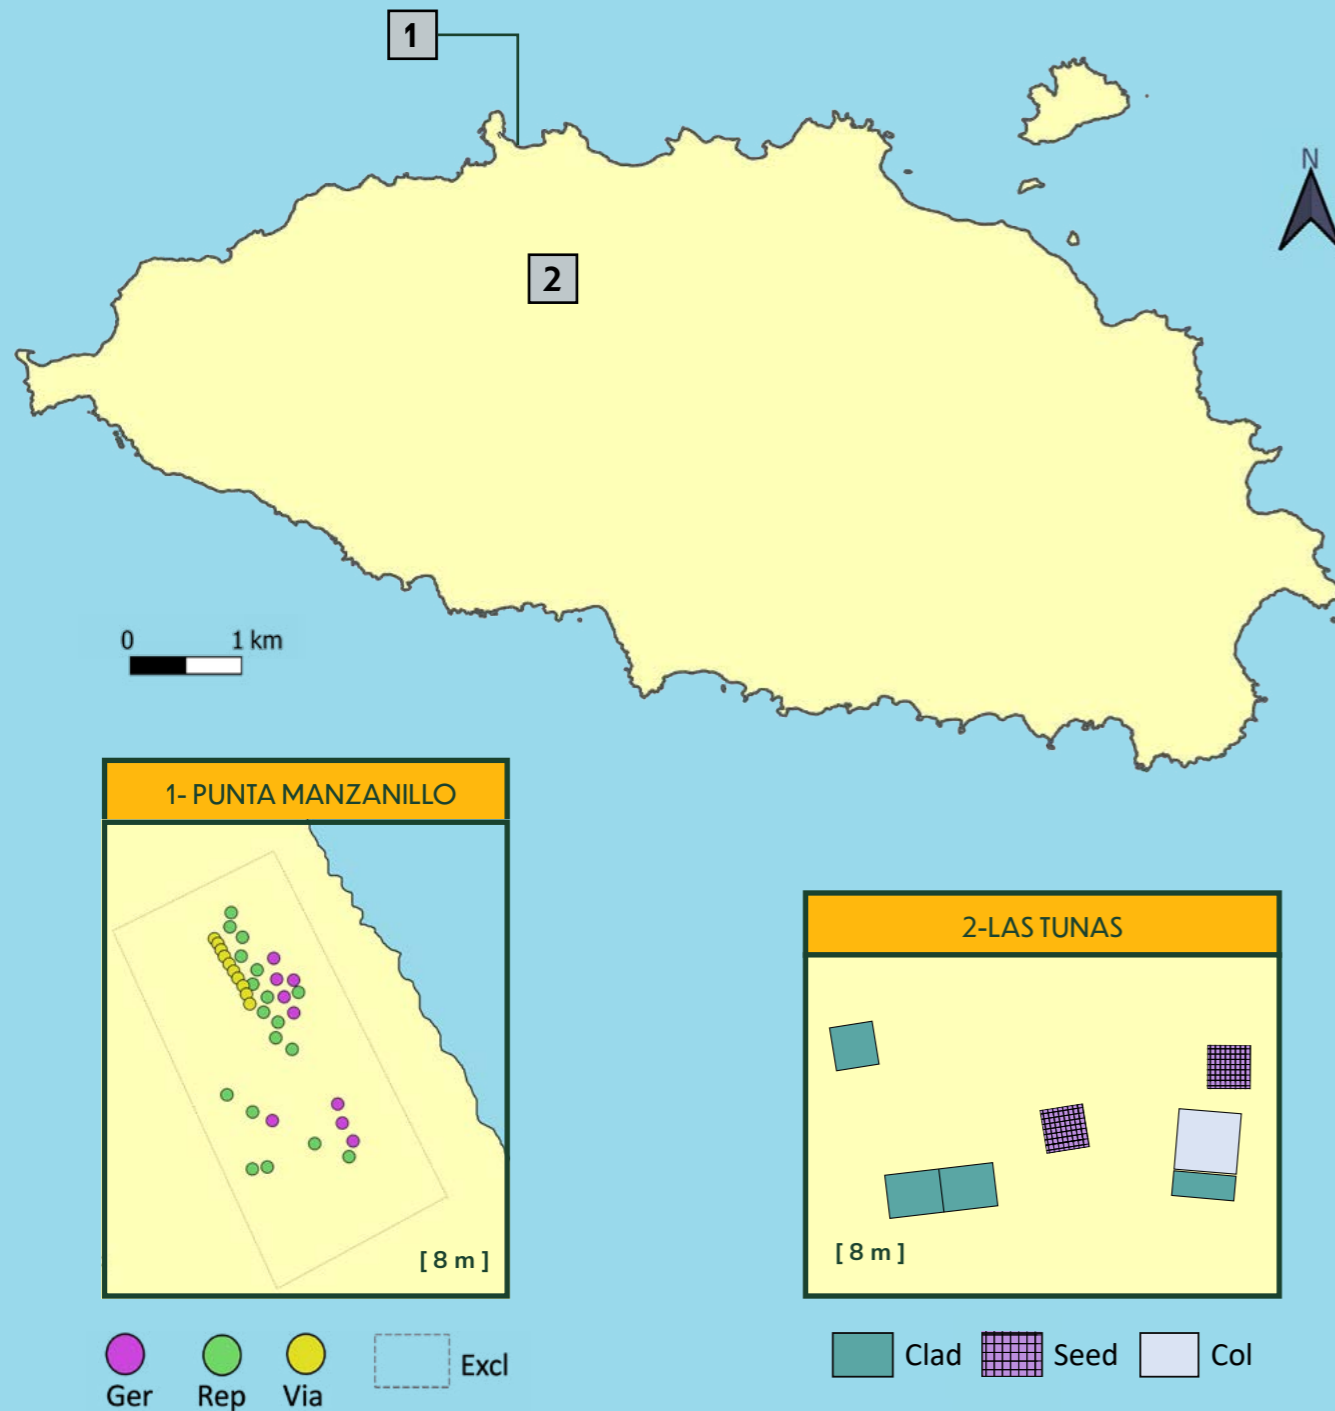 1
N
2
0 1 km
1- PUNTA MANZANILLO
[ 8 m ]
2-LAS TUNAS
[ 8 m ]
Ger Rep Via Excl
Clad Seed Col